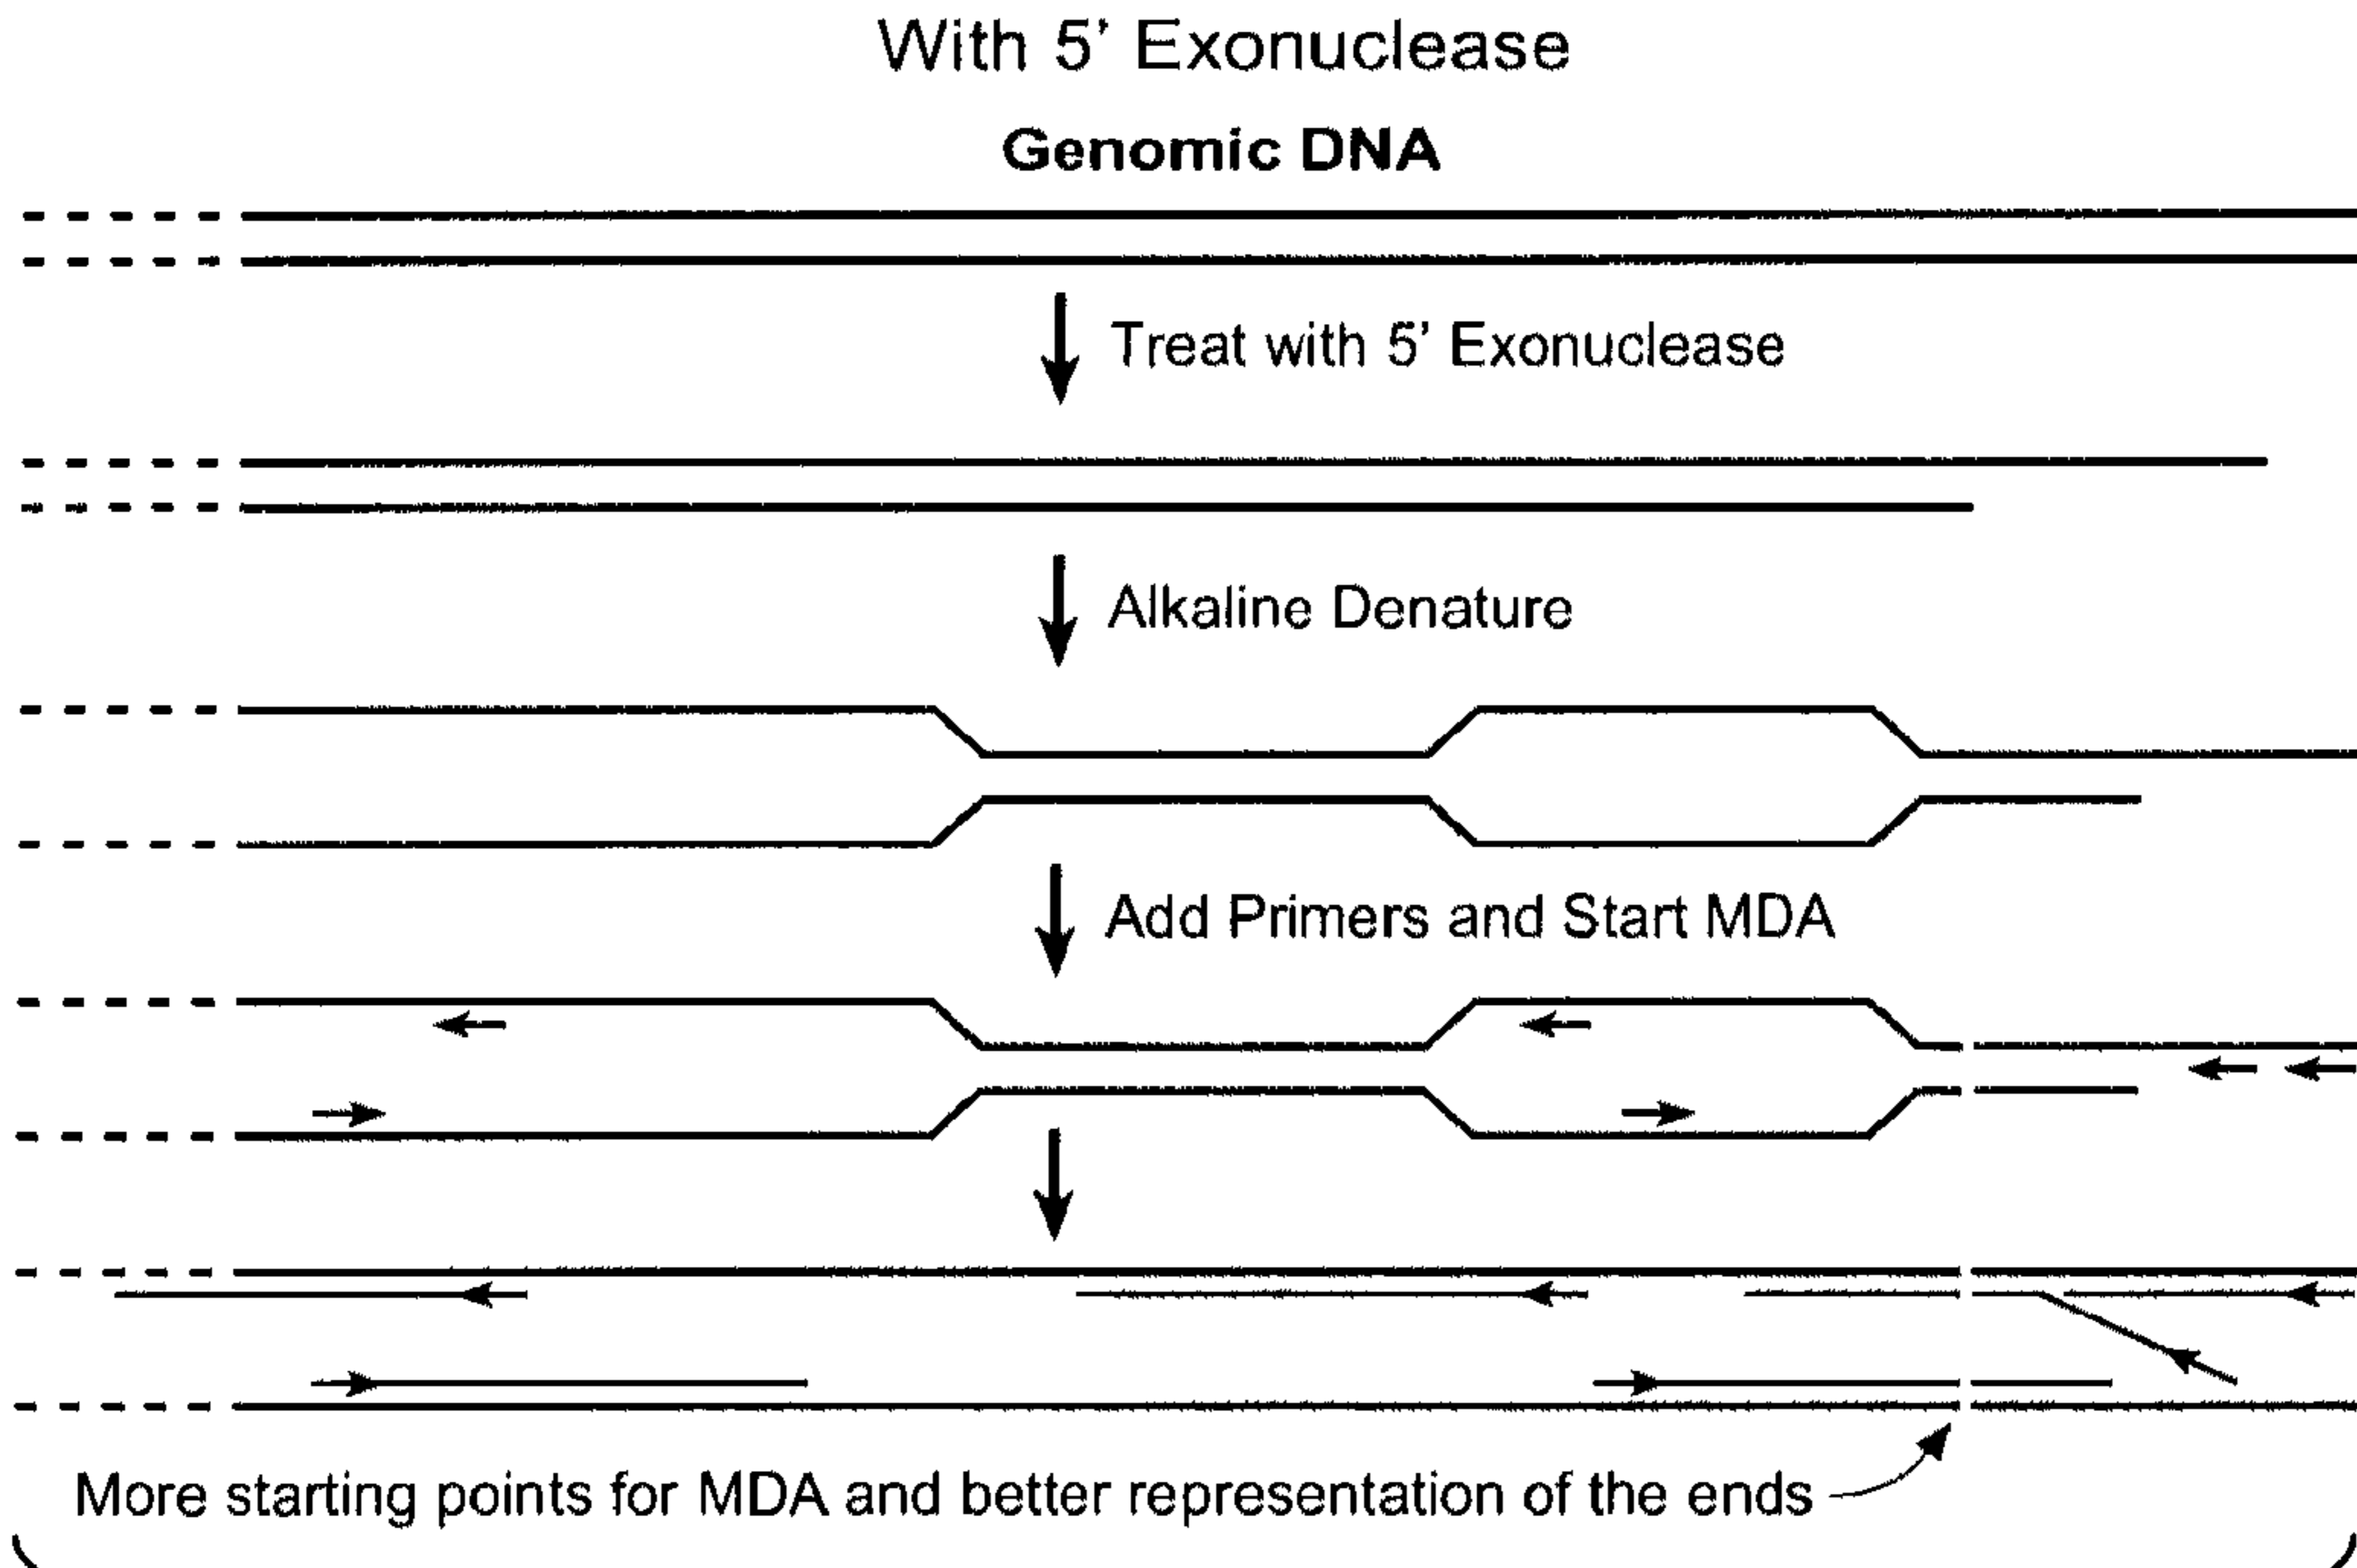 With 5' Exonuclease
Genomic DNA
Treat with 5' Exonuclease
Alkaline Denature
Add Primers and Start MDA
More starting points for MDA and better representation of the ends